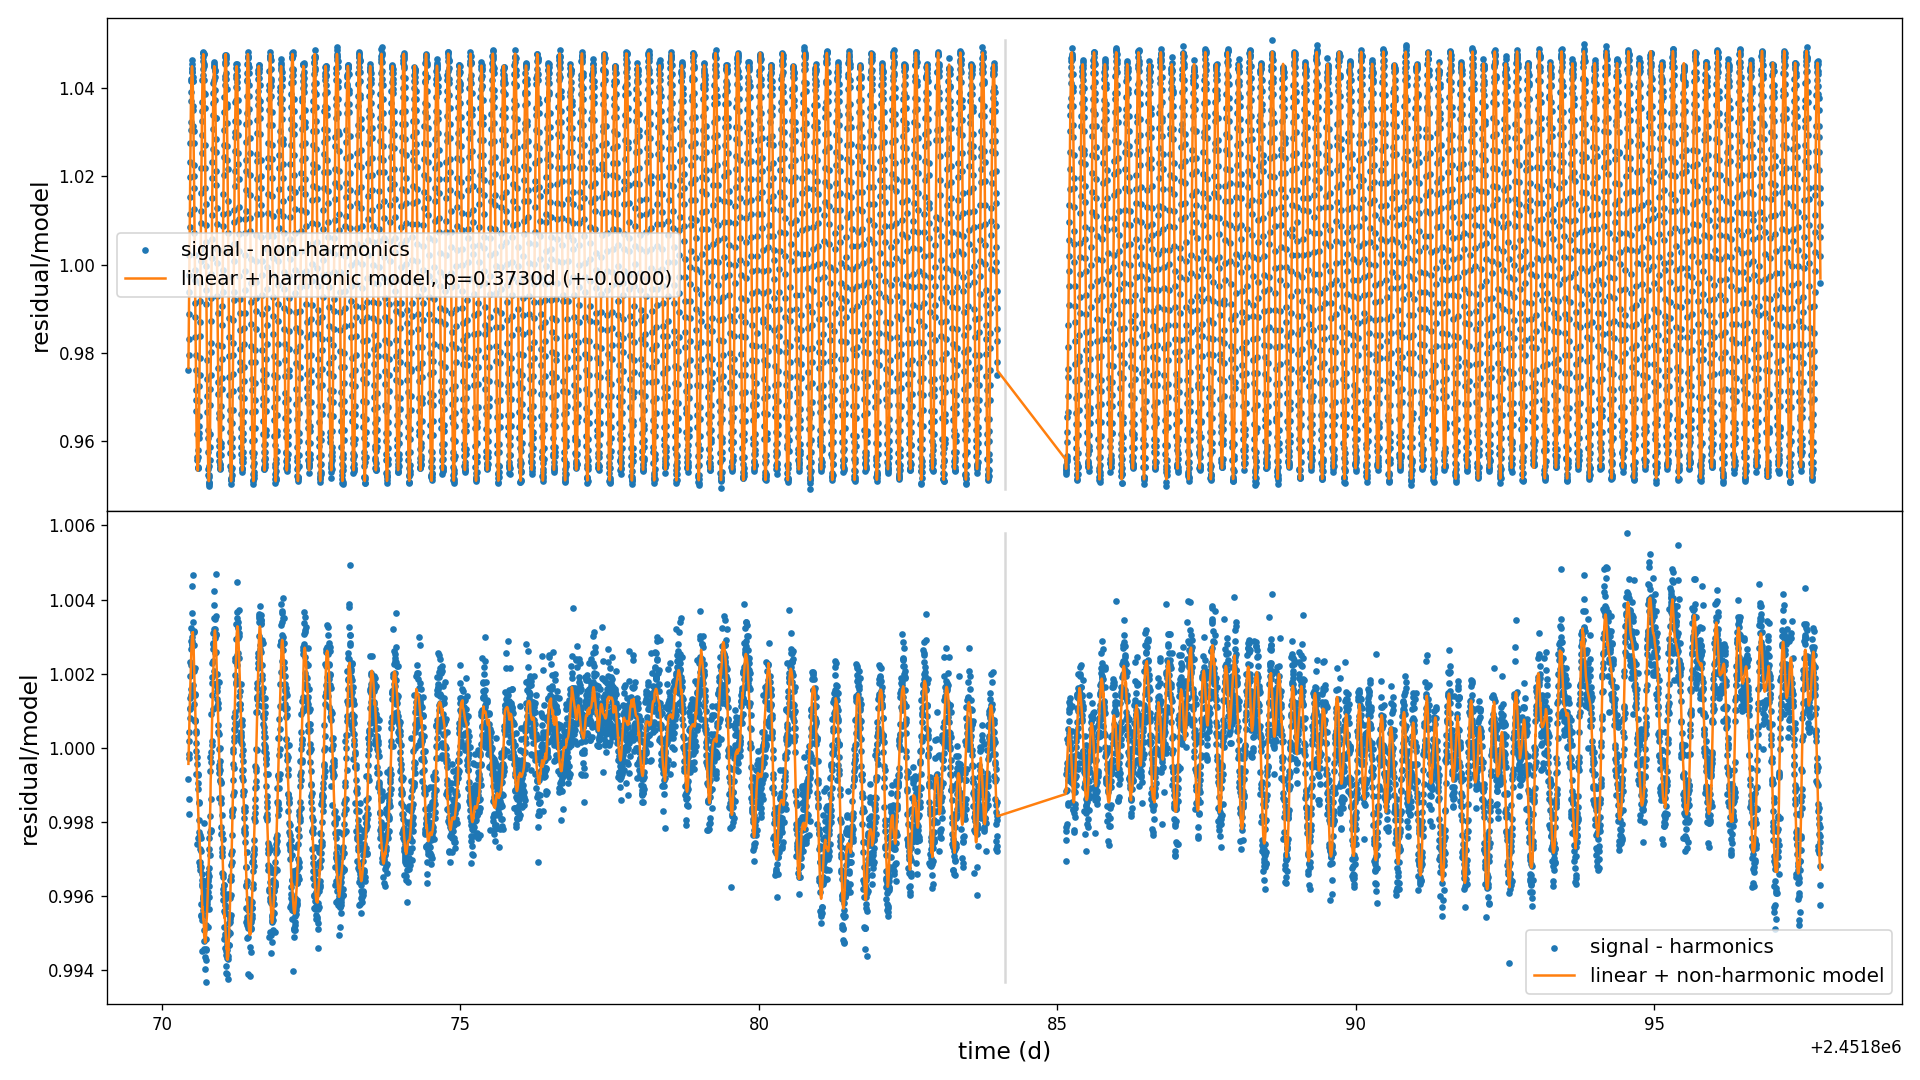 1.04
1.02
1.00
0.98
0.96
residual/model
signal - non-harmonics
linear + harmonic model, p=0.3730d (+-0.0000)
1.006
1.004
1.002
1.000
0.998
0.996
0.994
residual/model
signal - harmonics
linear + non-harmonic model
70
75
80
85
90
95
time (d)
+2.4518e6